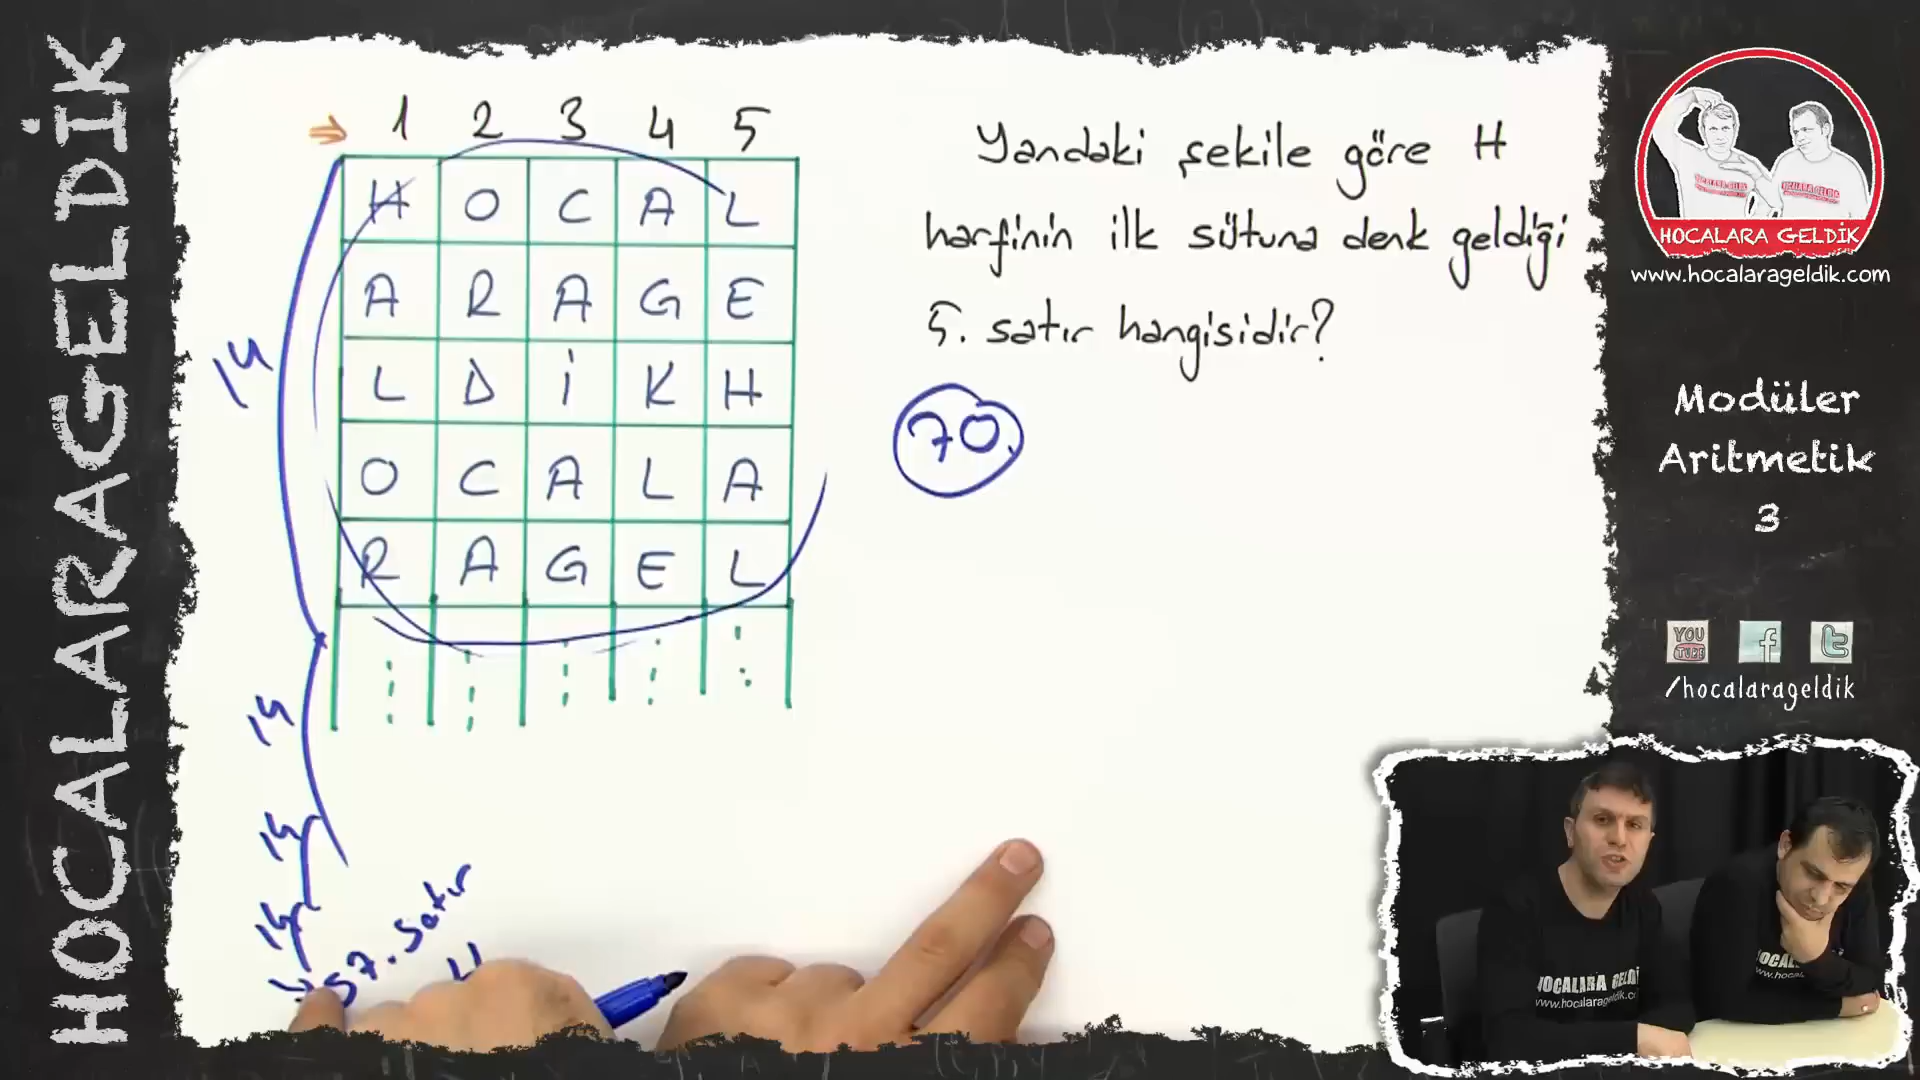 HOCALARAGELDİK
1 2 3 4 5
H O C A L
A R A G E
L D İ K H
O C A L A
R A G E L
14
14
14
14
57. satır
Yandaki şekile göre H
harfinin ilk sütuna denk geldiği
5. satır hangisidir?
70.
HOCALARA GELDİK
www.hocalarageldik.com
Modüler
Aritmetik
3
YOU
TUBE
f
t
/hocalarageldik
HOCALARA GELDİ
www.hocalarageldik.co